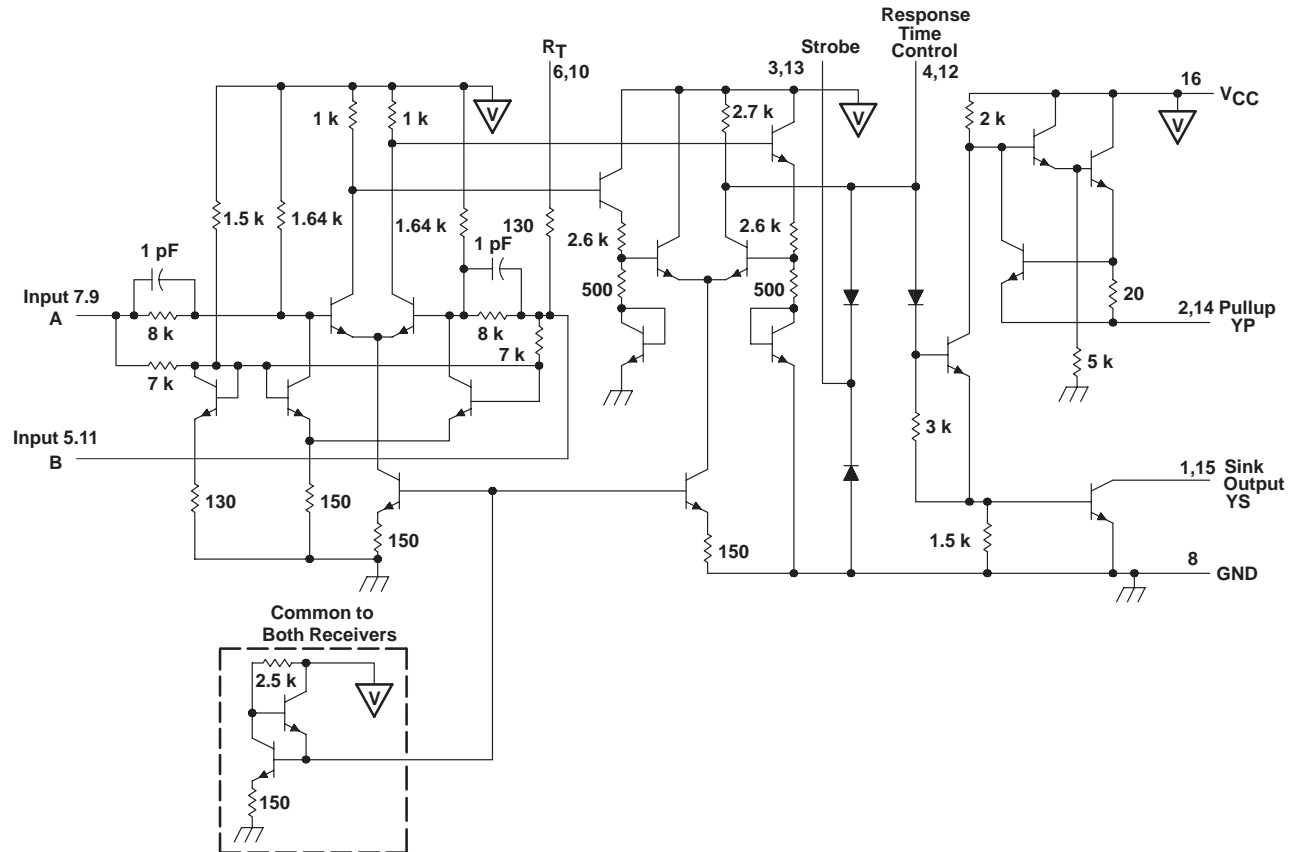 Response
Time
Control
4,12
Strobe
3,13
RT
6,10
16
VCC
V
V
V
1 k
1 k
2.7 k
2 k
1.5 k
1.64 k
1.64 k
130
1 pF
1 pF
2.6 k
2.6 k
Input 7.9
A
8 k
8 k
500
500
20
2,14 Pullup
YP
7 k
7 k
5 k
3 k
Input 5.11
B
130
150
150
150
1.5 k
1,15 Sink
Output
YS
8
GND
Common to
Both Receivers
2.5 k
V
150